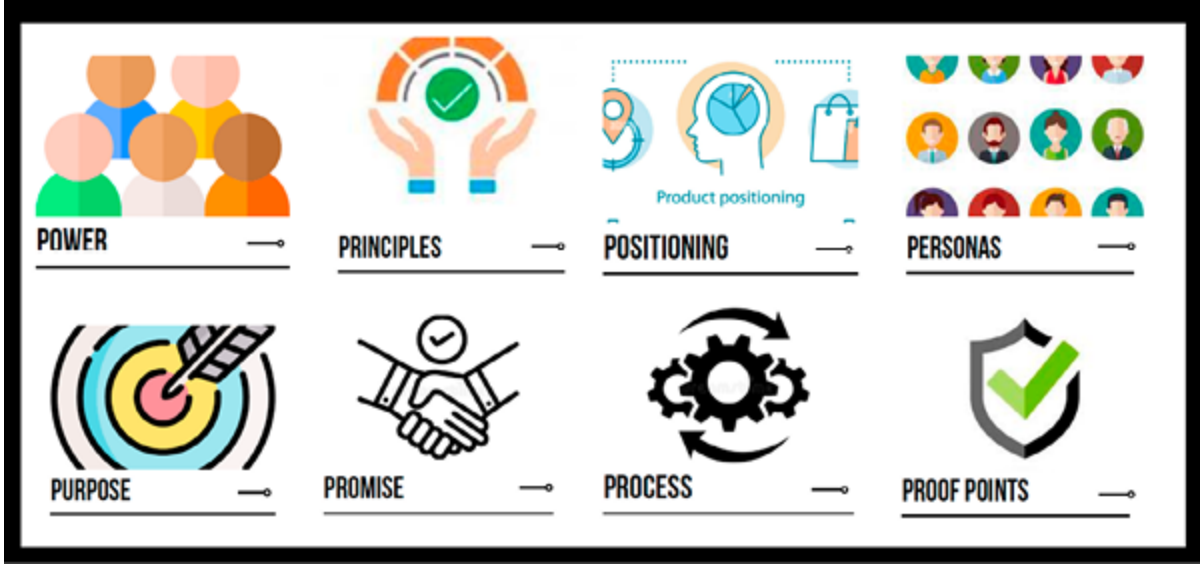 Product positioning
POWER
PRINCIPLES
POSITIONING
PERSONAS
PURPOSE
PROMISE
PROCESS
PROOF POINTS